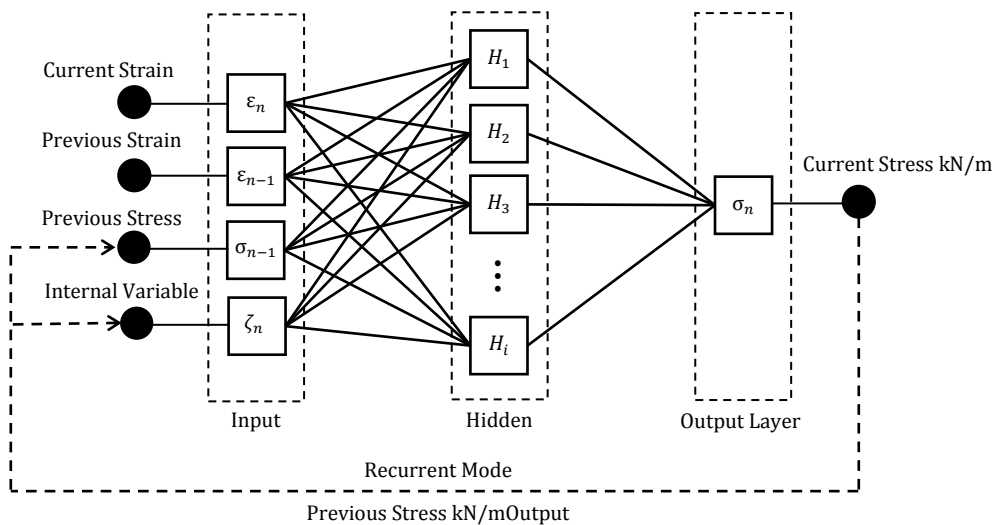 Current Strain
Previous Strain
Previous Stress
Internal Variable
εₙ
εₙ₋₁
σₙ₋₁
ζₙ
Input
H₁
H₂
H₃
⋮
Hᵢ
Hidden
σₙ
Output Layer
Current Stress kN/m
Recurrent Mode
Previous Stress kN/mOutput